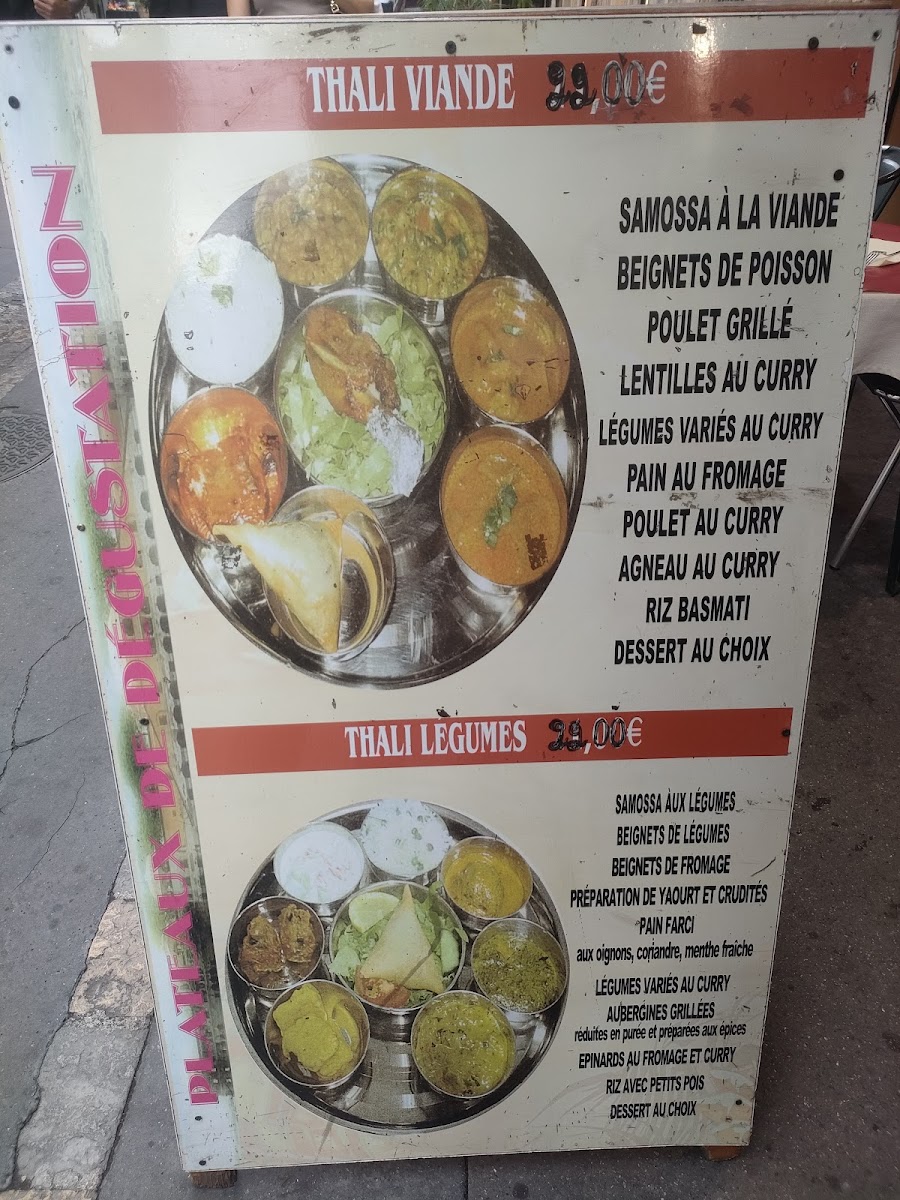 PLATEAUX DE DÉGUSTATION
THALI VIANDE 22,00€
SAMOSSA À LA VIANDE
BEIGNETS DE POISSON
POULET GRILLÉ
LENTILLES AU CURRY
LÉGUMES VARIÉS AU CURRY
PAIN AU FROMAGE
POULET AU CURRY
AGNEAU AU CURRY
RIZ BASMATI
DESSERT AU CHOIX
THALI LÉGUMES
SAMOSSA AUX LÉGUMES
BEIGNETS DE LÉGUMES
BEIGNETS DE FROMAGE
PRÉPARATION DE YAOURT ET CRUDITÉS
PAIN FARCI
aux oignons, coriandre, menthe fraîche
LÉGUMES VARIÉS AU CURRY
AUBERGINES GRILLÉES
réduites en purée et préparées aux épices
EPINARDS AU FROMAGE ET CURRY
RIZ AVEC PETITS POIS
DESSERT AU CHOIX